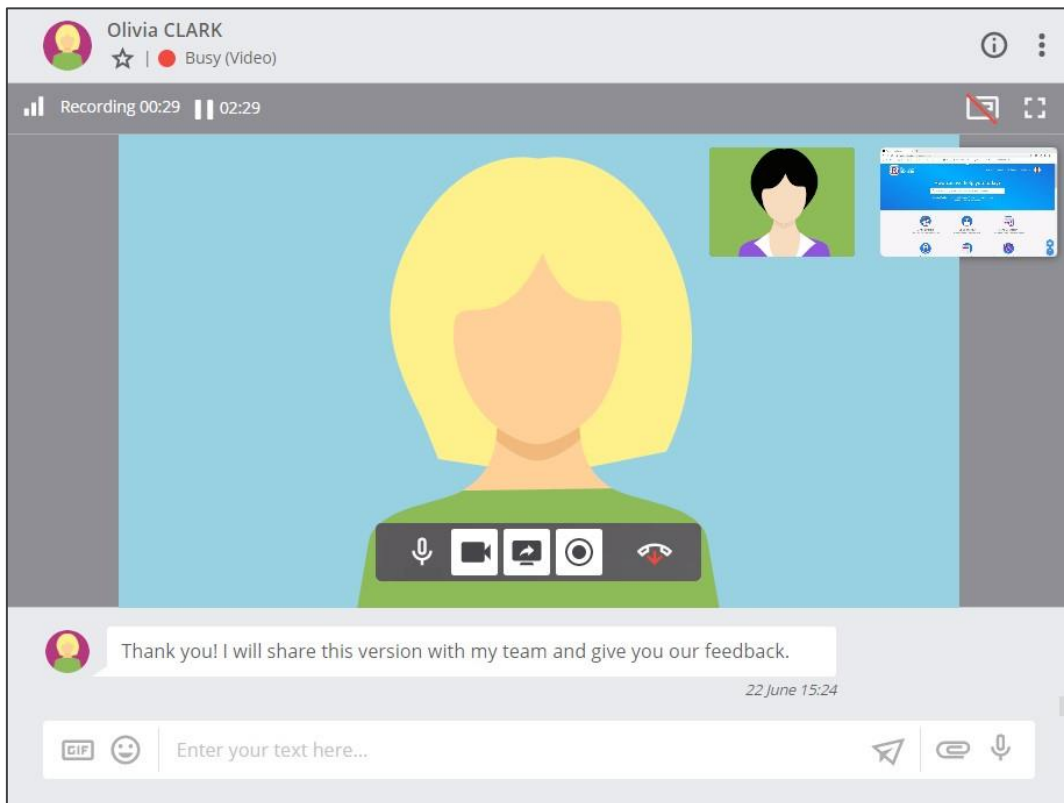 Olivia CLARK
Busy (Video)
Recording 00:29 02:29
Thank you! I will share this version with my team and give you our feedback.
22 June 15:24
GIF
Enter your text here...